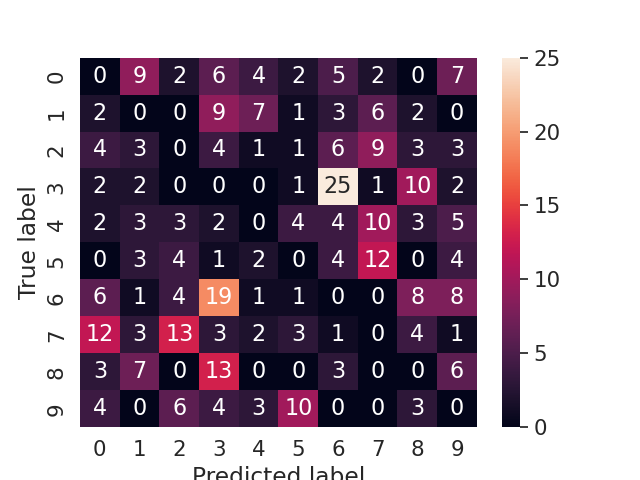 0 0 9 2 6 4 2 5 2 0 7
1 2 0 0 9 7 1 3 6 2 0
2 4 3 0 4 1 1 6 9 3 3
3 2 2 0 0 0 1 25 1 10 2
4 2 3 3 2 0 4 4 10 3 5
5 0 3 4 1 2 0 4 12 0 4
6 6 1 4 19 1 1 0 0 8 8
7 12 3 13 3 2 3 1 0 4 1
8 3 7 0 13 0 0 3 0 0 6
9 4 0 6 4 3 10 0 0 3 0
0 1 2 3 4 5 6 7 8 9
True label
Predicted label
25
20
15
10
5
0